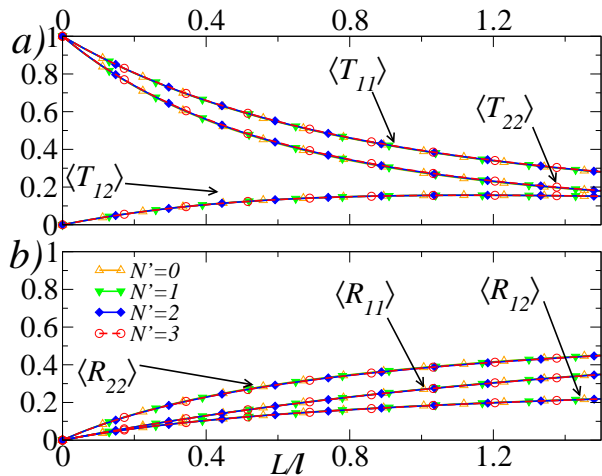 0 0.4 0.8 1.2
a)
1
0.8
0.6
0.4
0.2
0
⟨T₁₁⟩
⟨T₂₂⟩
⟨T₁₂⟩
b)
1
0.8
0.6
0.4
0.2
0
N'=0
N'=1
N'=2
N'=3
⟨R₁₁⟩
⟨R₁₂⟩
⟨R₂₂⟩
0 0.4 0.8 1.2
L/l